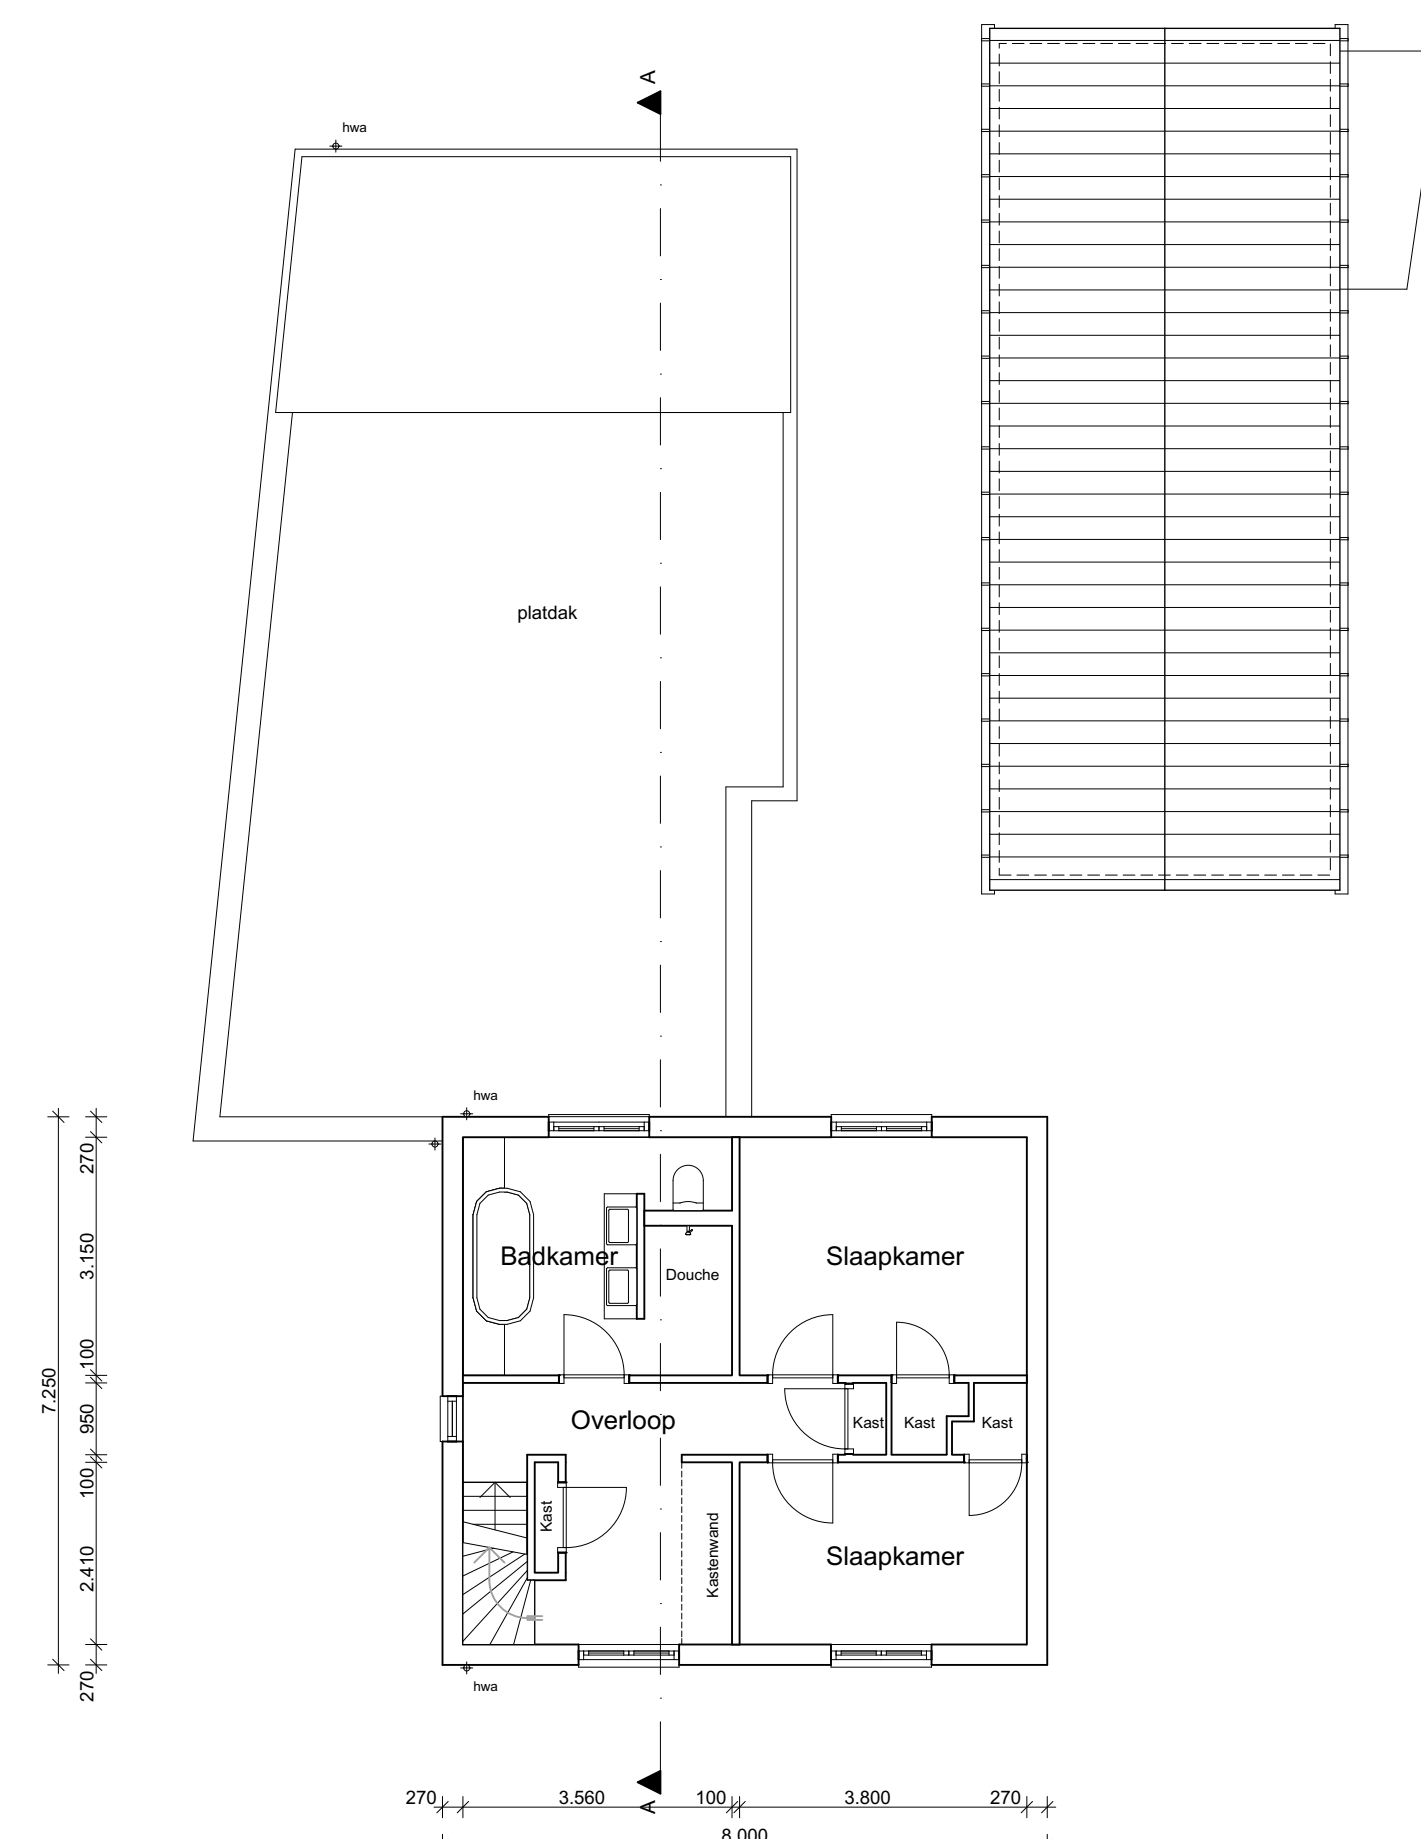 A
hwa
platdak
hwa
Badkamer
Douche
Slaapkamer
Overloop
Kast
Kast
Kast
Kast
Kastenwand
Slaapkamer
hwa
270
3.150
100
950
100
2.410
270
7.250
A
270
3.560
100
3.800
270
8.000